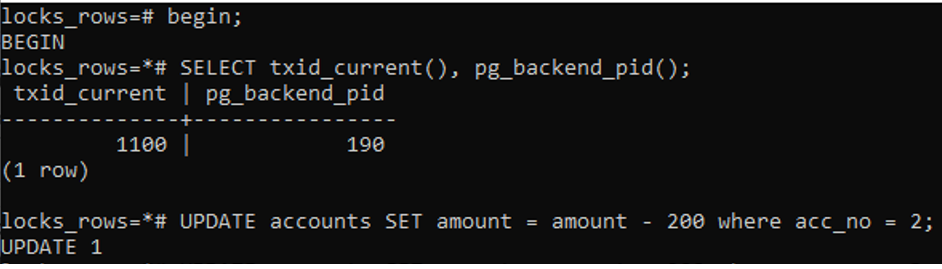 locks_rows=# begin;
BEGIN
locks_rows=*# SELECT txid_current(), pg_backend_pid();
 txid_current | pg_backend_pid
--------------+----------------
         1100 |            190
(1 row)

locks_rows=*# UPDATE accounts SET amount = amount - 200 where acc_no = 2;
UPDATE 1